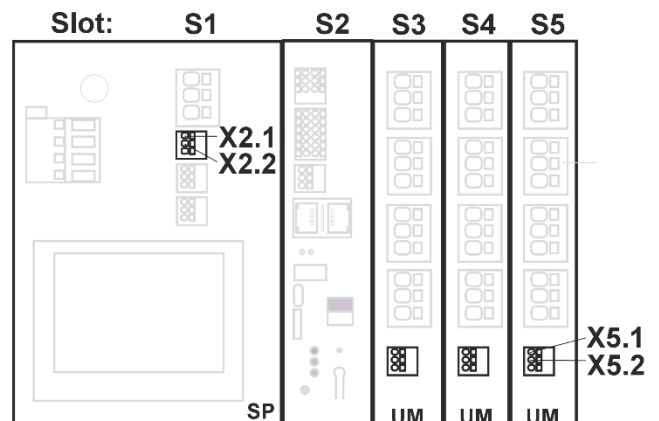 Slot: S1 S2 S3 S4 S5
X2.1
X2.2
X5.1
X5.2
SP UM UM UM